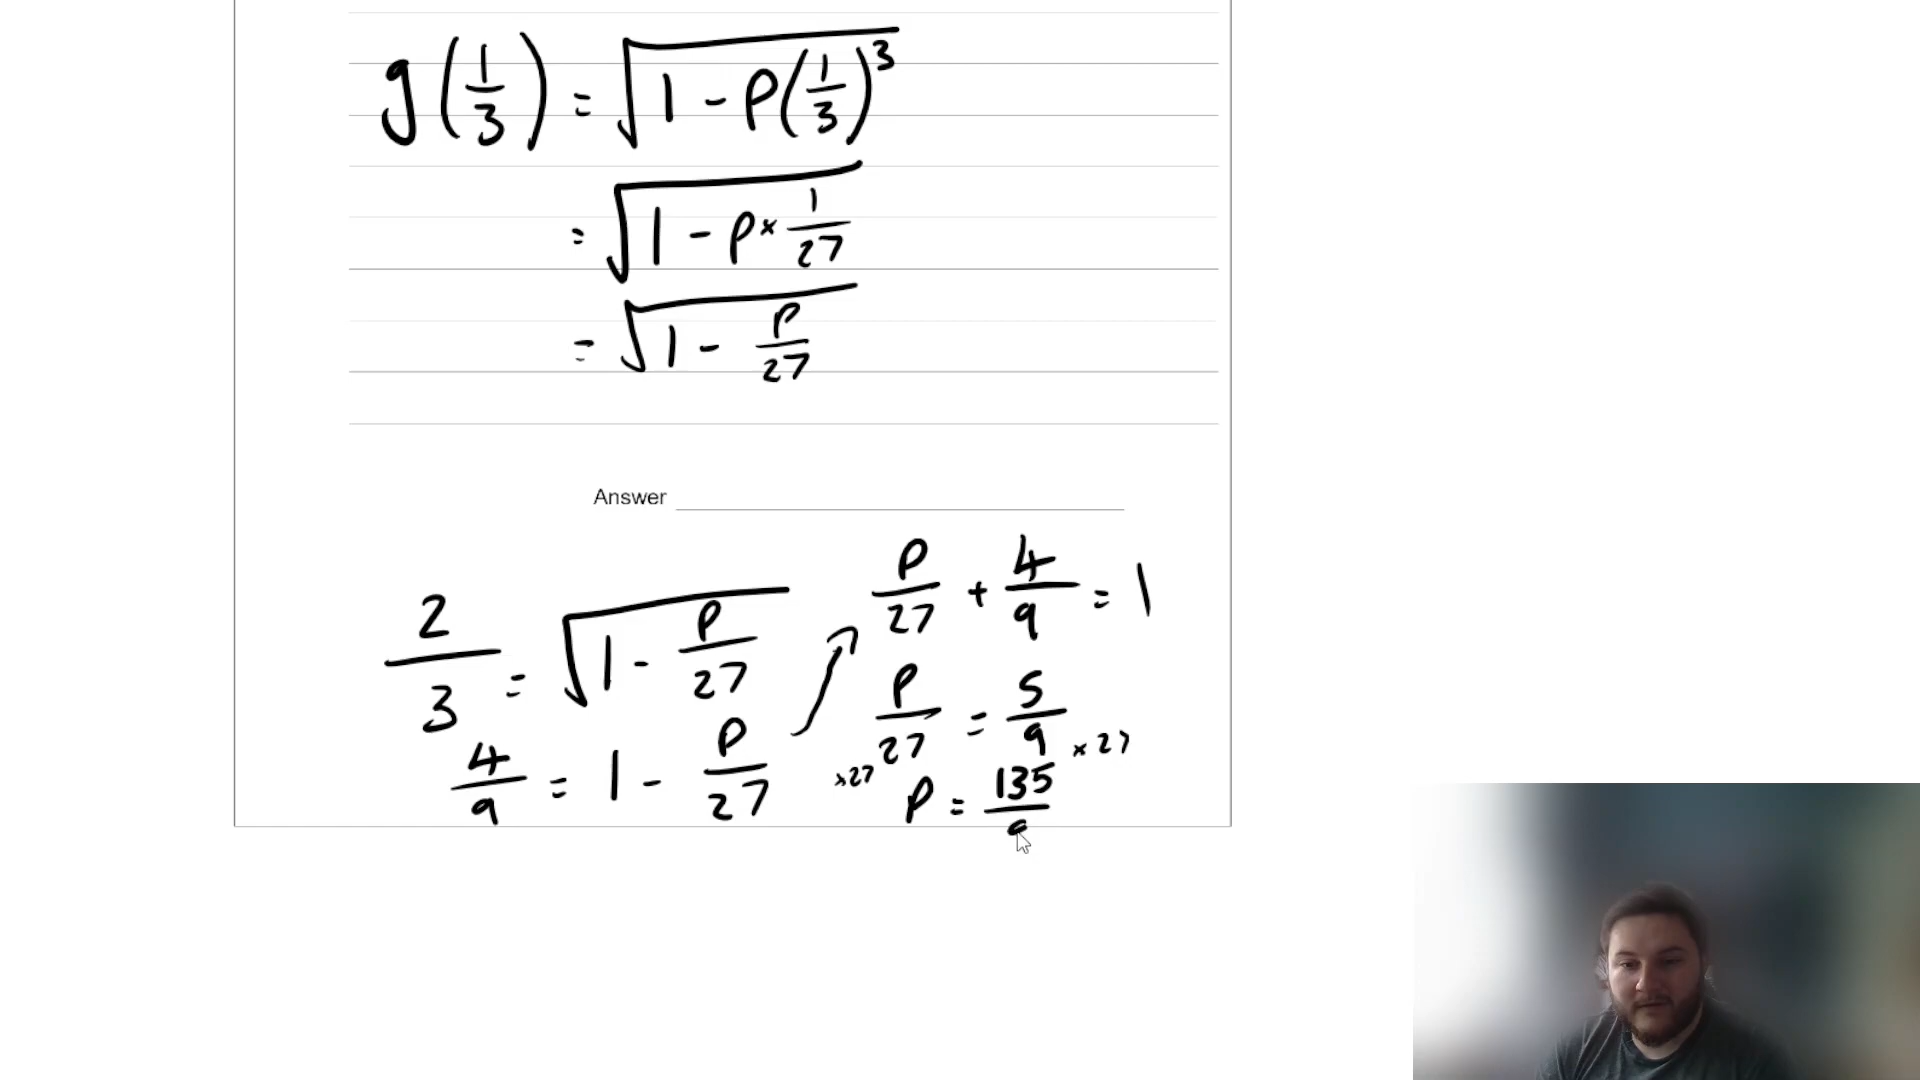 g(1/3) = √(1 - P(1/3)³)
= √(1 - P × 1/27)
= √(1 - P/27)
Answer
2/3 = √(1 - P/27)
4/9 = 1 - P/27
P/27 + 4/9 = 1
P/27 = 5/9
×27 ×27
P = 135/9